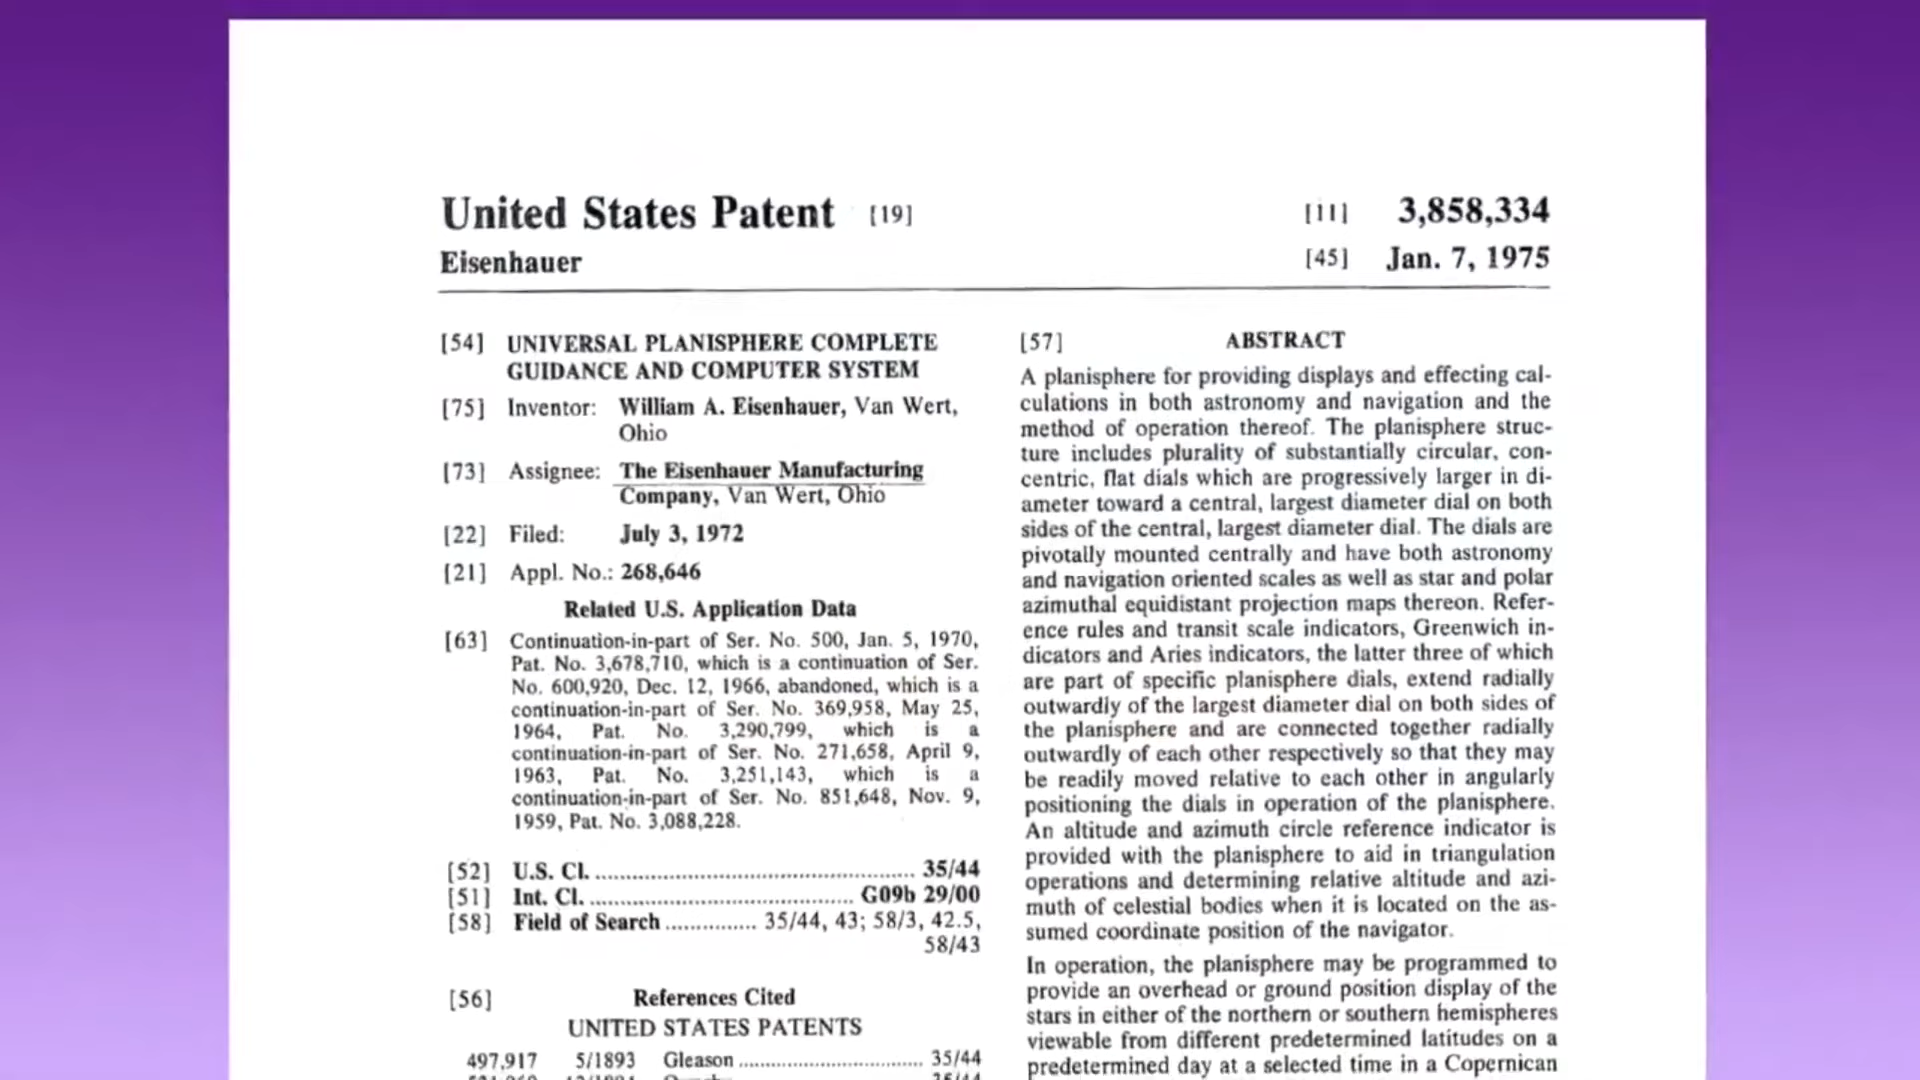 United States Patent [19]
Eisenhauer
[11] 3,858,334
[45] Jan. 7, 1975
[54] UNIVERSAL PLANISPHERE COMPLETE
GUIDANCE AND COMPUTER SYSTEM
[75] Inventor: William A. Eisenhauer, Van Wert,
Ohio
[73] Assignee: The Eisenhauer Manufacturing
Company, Van Wert, Ohio
[22] Filed: July 3, 1972
[21] Appl. No.: 268,646
Related U.S. Application Data
[63] Continuation-in-part of Ser. No. 500, Jan. 5, 1970,
Pat. No. 3,678,710, which is a continuation of Ser.
No. 600,920, Dec. 12, 1966, abandoned, which is a
continuation-in-part of Ser. No. 369,958, May 25,
1964, Pat. No. 3,290,799, which is a
continuation-in-part of Ser. No. 271,658, April 9,
1963, Pat. No. 3,251,143, which is a
continuation-in-part of Ser. No. 851,648, Nov. 9,
1959, Pat. No. 3,088,228.
[52] U.S. Cl. .......................................... 35/44
[51] Int. Cl. .................................. G09b 29/00
[58] Field of Search ............... 35/44, 43; 58/3, 42.5,
58/43
[56] References Cited
UNITED STATES PATENTS
497,917 5/1893 Gleason .............................. 35/44
[57] ABSTRACT
A planisphere for providing displays and effecting cal-
culations in both astronomy and navigation and the
method of operation thereof. The planisphere struc-
ture includes plurality of substantially circular, con-
centric, flat dials which are progressively larger in di-
ameter toward a central, largest diameter dial on both
sides of the central, largest diameter dial. The dials are
pivotally mounted centrally and have both astronomy
and navigation oriented scales as well as star and polar
azimuthal equidistant projection maps thereon. Refer-
ence rules and transit scale indicators, Greenwich in-
dicators and Aries indicators, the latter three of which
are part of specific planisphere dials, extend radially
outwardly of the largest diameter dial on both sides of
the planisphere and are connected together radially
outwardly of each other respectively so that they may
be readily moved relative to each other in angularly
positioning the dials in operation of the planisphere.
An altitude and azimuth circle reference indicator is
provided with the planisphere to aid in triangulation
operations and determining relative altitude and azi-
muth of celestial bodies when it is located on the as-
sumed coordinate position of the navigator.
In operation, the planisphere may be programmed to
provide an overhead or ground position display of the
stars in either of the northern or southern hemispheres
viewable from different predetermined latitudes on a
predetermined day at a selected time in a Copernican